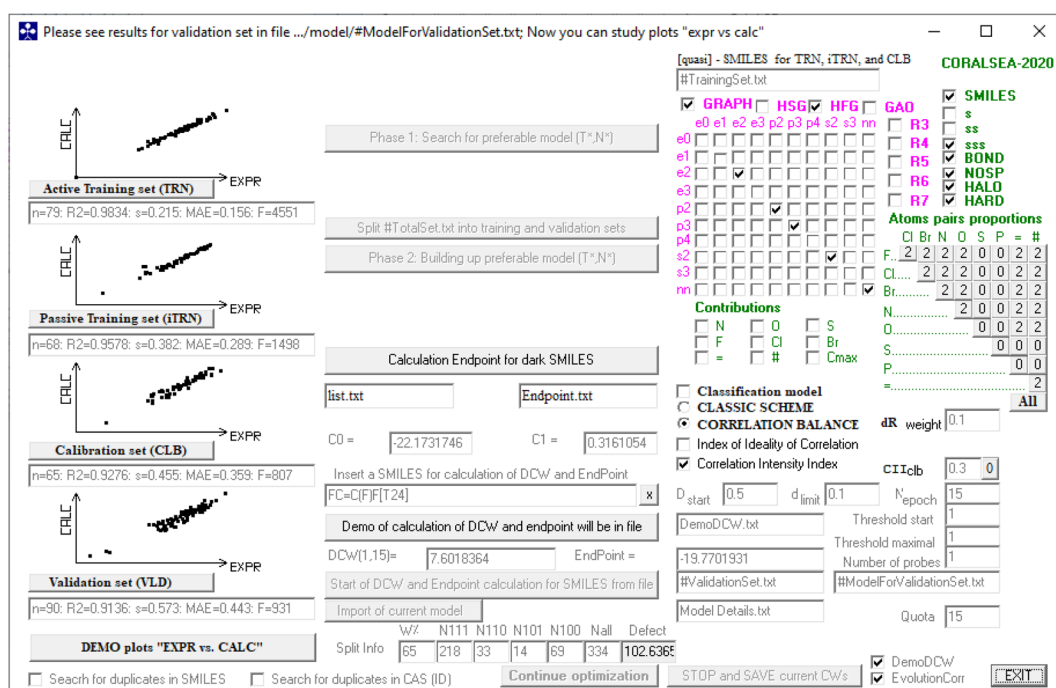 Please see results for validation set in file .../model/#ModelForValidationSet.txt; Now you can study plots "expr vs calc"
CALC
EXPR
Active Training set (TRN)
n=79: R2=0.9834: s=0.215: MAE=0.156: F=4551
CALC
EXPR
Passive Training set (iTRN)
n=68: R2=0.9578: s=0.382: MAE=0.289: F=1498
CALC
EXPR
Calibration set (CLB)
n=65: R2=0.9276: s=0.455: MAE=0.359: F=807
CALC
EXPR
Validation set (VLD)
n=90: R2=0.9136: s=0.573: MAE=0.443: F=931
DEMO plots "EXPR vs. CALC"
Seacrh for duplicates in SMILES
Search for duplicates in CAS (ID)
Phase 1: Search for preferable model (T*,N*)
Split #TotalSet.txt into training and validation sets
Phase 2: Building up preferable model (T*,N*)
Calculation Endpoint for dark SMILES
list.txt
Endpoint.txt
C0 = -22.1731746 C1 = 0.3161054
Insert a SMILES for calculation of DCW and EndPoint
FC=C(F)F[T24] x
Demo of calculation of DCW and endpoint will be in file
DCW(1,15)= 7.6018364 EndPoint =
Start of DCW and Endpoint calculation for SMILES from file
Import of current model
W% N111 N110 N101 N100 Nall Defect
Split Info 65 218 33 14 69 334 102.6365
Continue optimization
STOP and SAVE current CWs
[quasi] - SMILES for TRN, iTRN, and CLB
#TrainingSet.txt
CORALSEA-2020
GRAPH HSG HFG GAO
e0 e1 e2 e3 p2 p3 p4 s2 s3 nn
e0
e1
e2
e3
p2
p3
p4
s2
s3
nn
R3
R4
R5
R6
R7
SMILES
s
ss
sss
BOND
NOSP
HALO
HARD
Atoms pairs proportions
Cl Br N O S P = #
F.. 2 2 2 2 0 0 2 2
Cl..... 2 2 2 0 0 2 2
Br......... 2 2 0 0 2 2
N............. 2 0 0 2 2
O.................. 0 0 2 2
S...................... 0 0 0
P.......................... 0 0
=.............................. 2
All
Contributions
N O S
F Cl Br
= # Cmax
Classification model
CLASSIC SCHEME
CORRELATION BALANCE
Index of Ideality of Correlation
Correlation Intensity Index
dR weight 0.1
CIIclb 0.3 0
D start 0.5 d limit 0.1 N epoch 15
DemoDCW.txt
Threshold start 1
Threshold maximal 1
-19.7701931
Number of probes 1
#ValidationSet.txt
#ModelForValidationSet.txt
Model Details.txt
Quota 15
DemoDCW
EvolutionCorr
EXIT